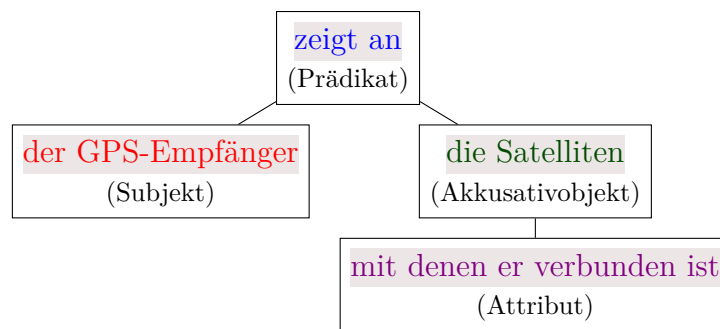 zeigt an
(Prädikat)
der GPS-Empfänger
(Subjekt)
die Satelliten
(Akkusativobjekt)
mit denen er verbunden ist
(Attribut)